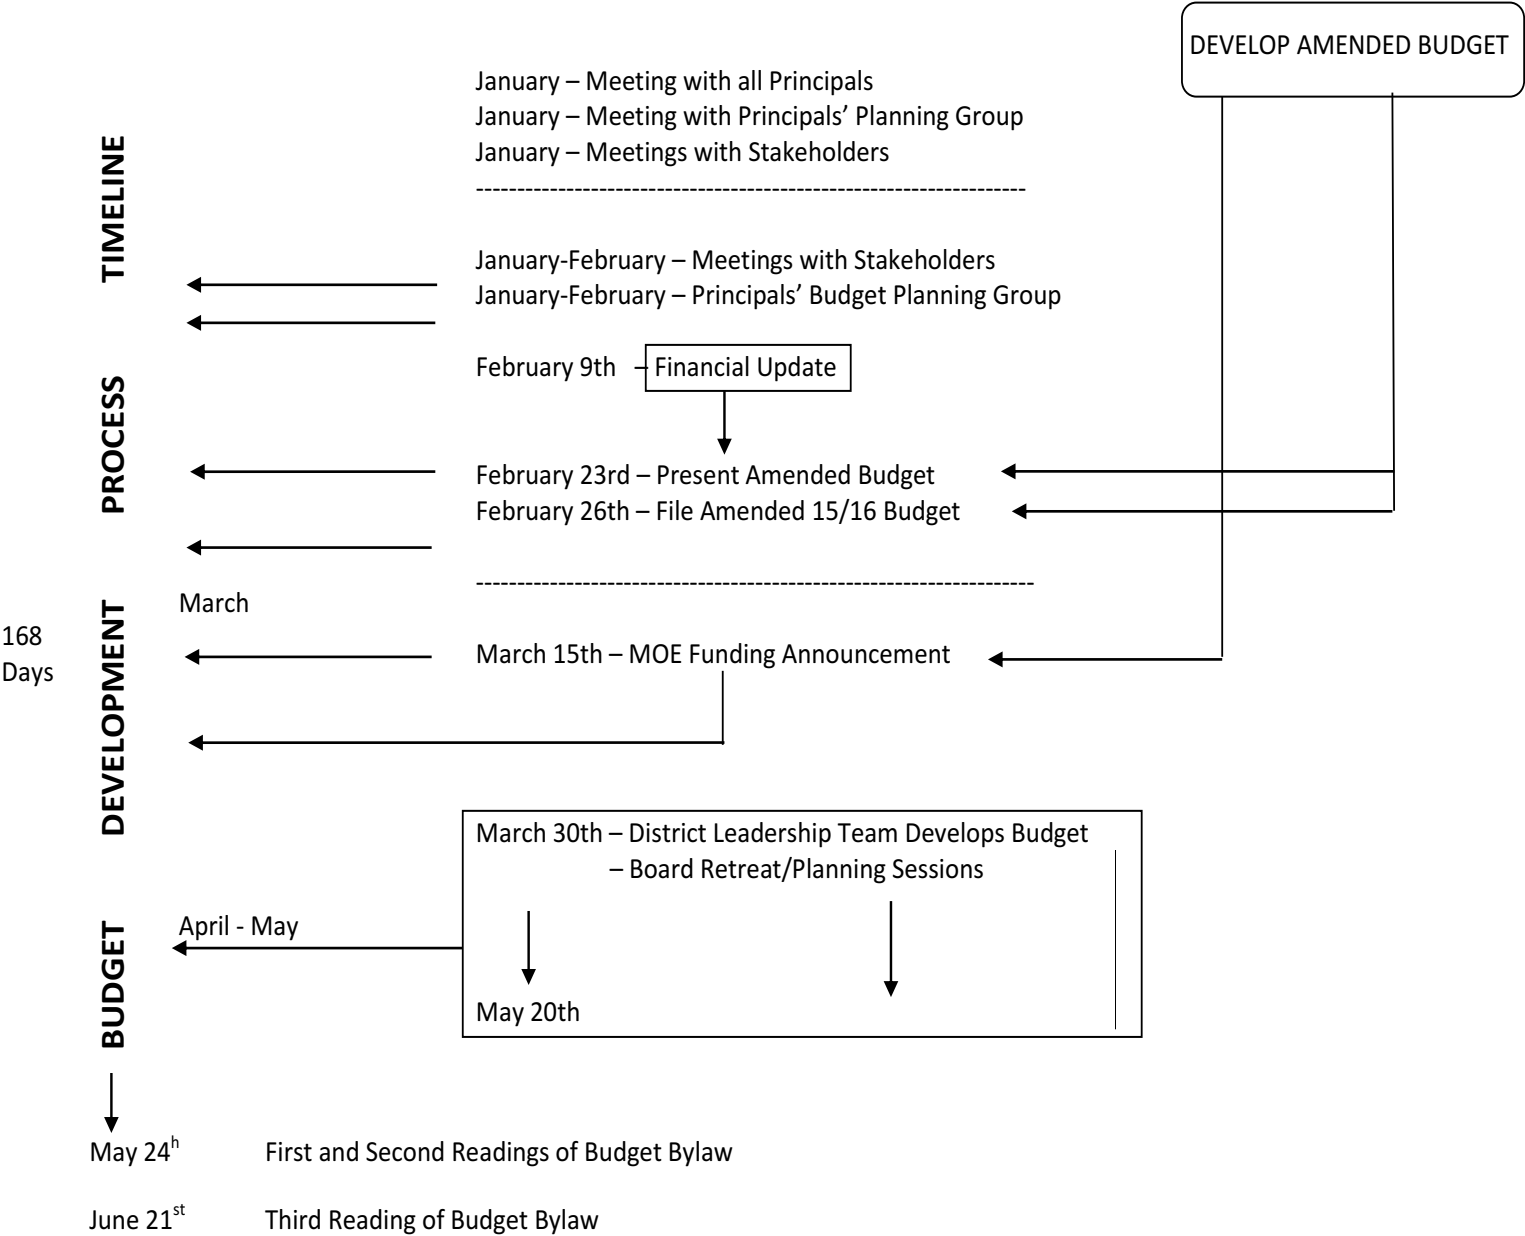 DEVELOP AMENDED BUDGET
January – Meeting with all Principals
January – Meeting with Principals’ Planning Group
January – Meetings with Stakeholders
------------------------------------------------------------------
January-February – Meetings with Stakeholders
January-February – Principals’ Budget Planning Group
February 9th – Financial Update
February 23rd – Present Amended Budget
February 26th – File Amended 15/16 Budget
-------------------------------------------------------------------
March
168
Days
March 15th – MOE Funding Announcement
March 30th – District Leadership Team Develops Budget
– Board Retreat/Planning Sessions
April - May
May 20th
BUDGET DEVELOPMENT PROCESS TIMELINE
May 24h First and Second Readings of Budget Bylaw
June 21st Third Reading of Budget Bylaw